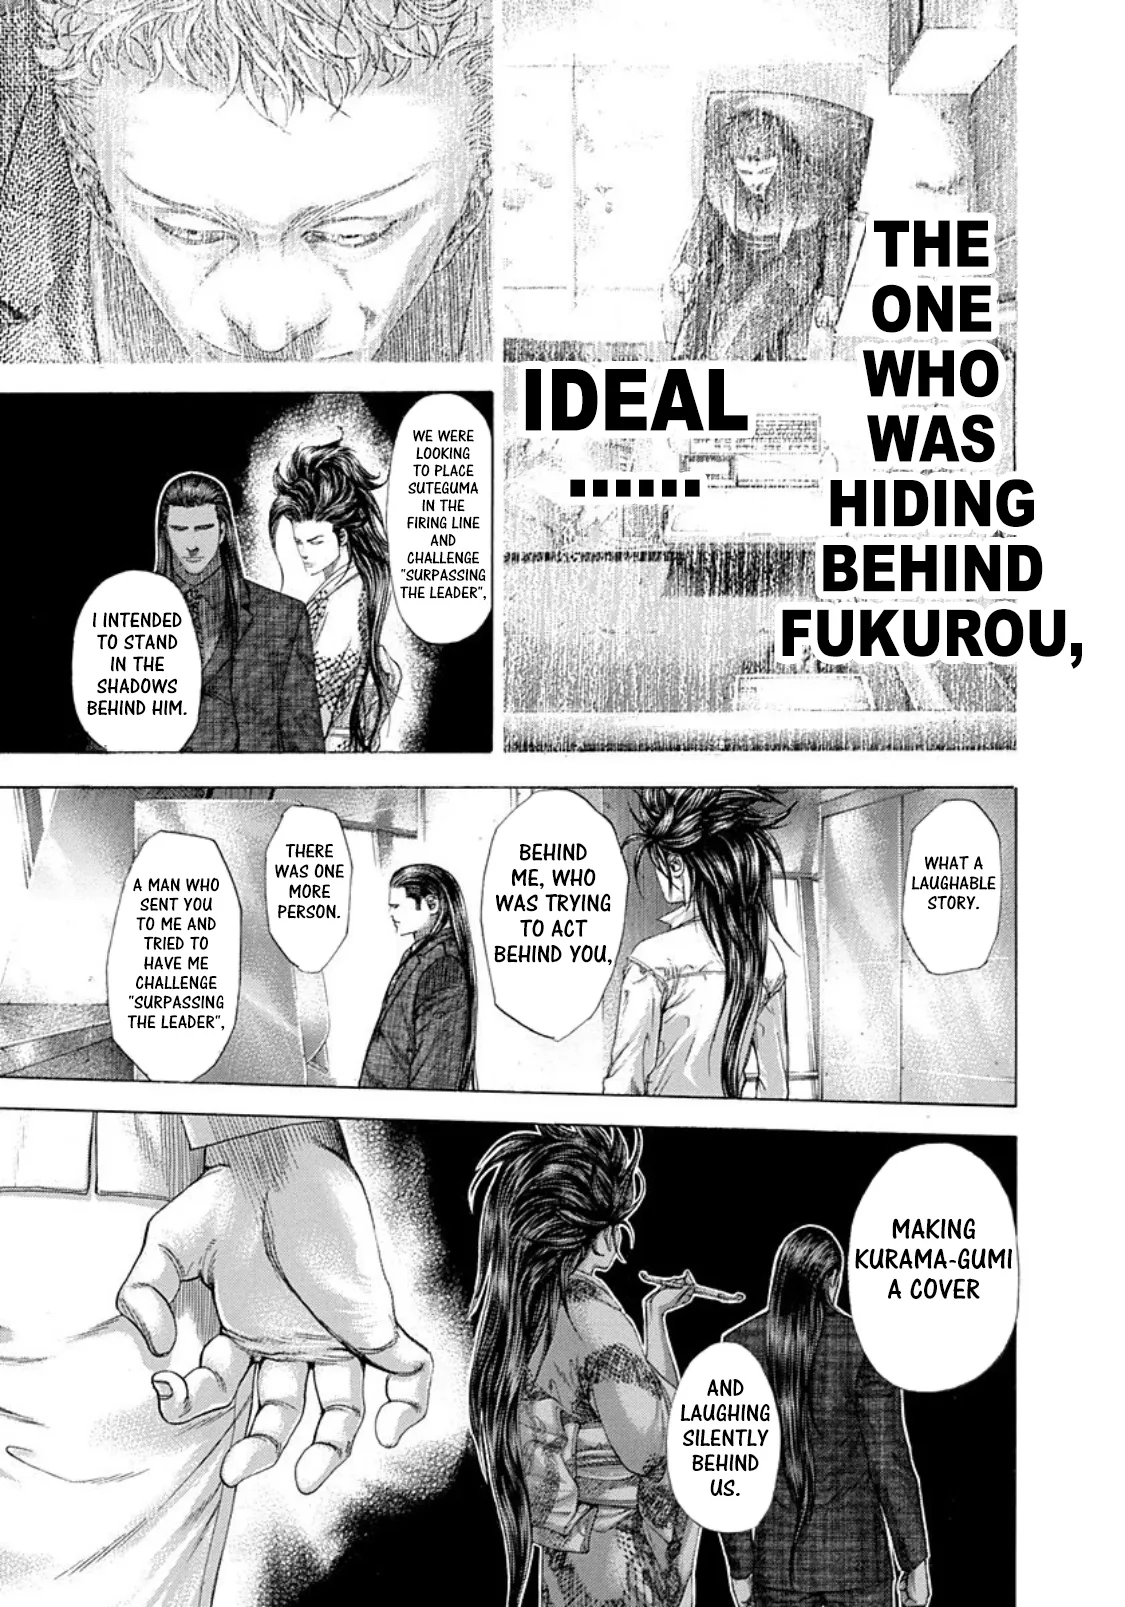 THE
ONE
WHO
WAS
HIDING
BEHIND
FUKUROU,
IDEAL
......
WE WERE
LOOKING
TO PLACE
SUTEGUMA
IN THE
FIRING LINE
AND
CHALLENGE
"SURPASSING
THE LEADER",
I INTENDED
TO STAND
IN THE
SHADOWS
BEHIND HIM.
WHAT A
LAUGHABLE
STORY.
BEHIND
ME, WHO
WAS TRYING
TO ACT
BEHIND YOU,
THERE
WAS ONE
MORE
PERSON.
A MAN WHO
SENT YOU
TO ME AND
TRIED TO
HAVE ME
CHALLENGE
"SURPASSING
THE LEADER",
MAKING
KURAMA-GUMI
A COVER
AND
LAUGHING
SILENTLY
BEHIND
US.